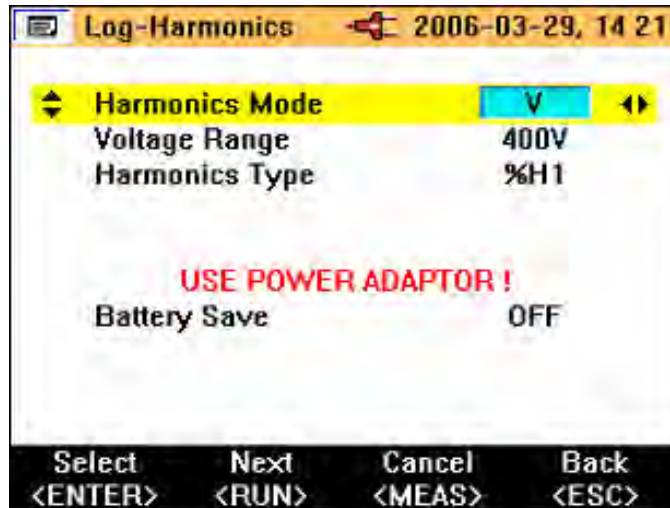 Log-Harmonics 2006-03-29, 14 21
Harmonics Mode V
Voltage Range 400V
Harmonics Type %H1
USE POWER ADAPTOR !
Battery Save OFF
Select Next Cancel Back
<ENTER> <RUN> <MEAS> <ESC>